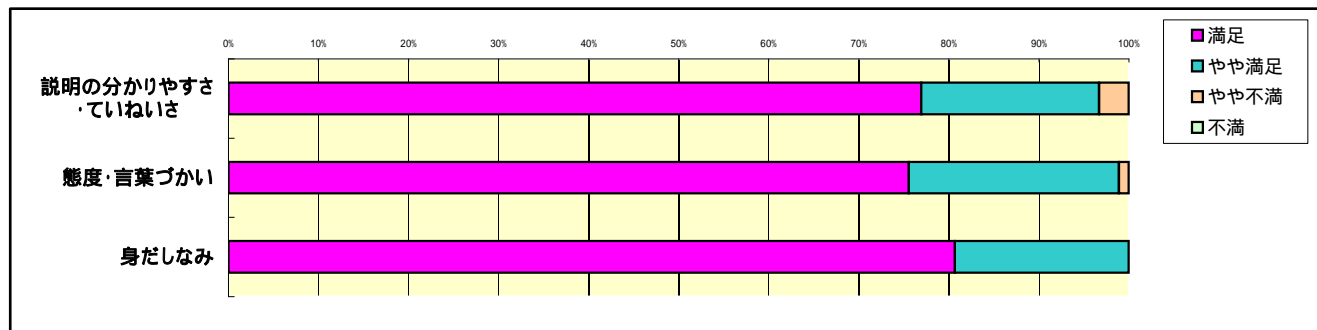 0% 10% 20% 30% 40% 50% 60% 70% 80% 90% 100%
説明の分かりやすさ
・ていねいさ
態度・言葉づかい
身だしなみ
満足
やや満足
やや不満
不満